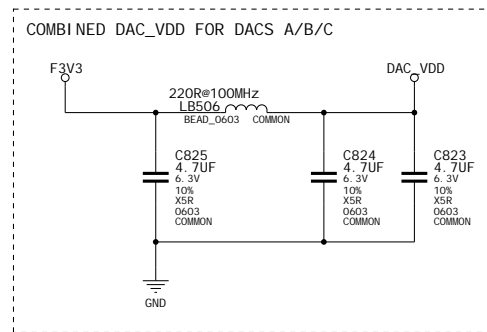 COMBINED DAC_VDD FOR DACS A/B/C
F3V3
DAC_VDD
220R@100MHz
LB506
BEAD_0603 COMMON
C825
4.7UF
6.3V
10%
X5R
0603
COMMON
C824
4.7UF
6.3V
10%
X5R
0603
COMMON
C823
4.7UF
6.3V
10%
X5R
0603
COMMON
GND